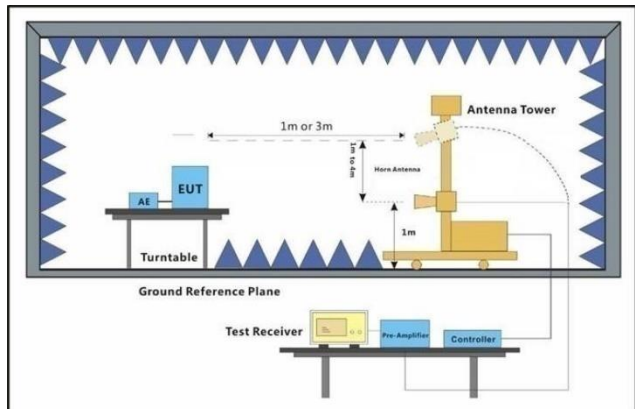 Antenna Tower
1m or 3m
1m to 4m
Horn Antenna
EUT
AE
1m
Turntable
Ground Reference Plane
Test Receiver
Pre-Amplifier
Controller